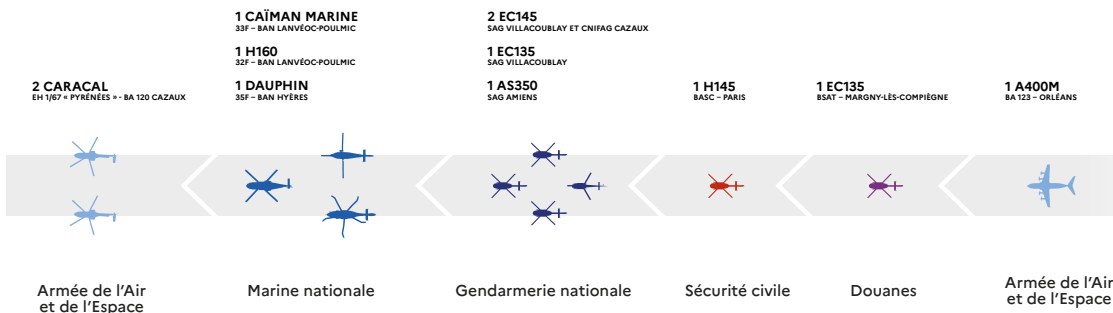 2 CARACAL
EH 1/67 « PYRÉNÉES » - BA 120 CAZAUX
1 CAÏMAN MARINE
33F – BAN LANVÉOC-POULMIC
1 H160
32F – BAN LANVÉOC-POULMIC
1 DAUPHIN
35F – BAN HYÈRES
2 EC145
SAG VILLACOUBLAY ET CNIFAG CAZAUX
1 EC135
SAG VILLACOUBLAY
1 AS350
SAG AMIENS
1 H145
BASC – PARIS
1 EC135
BSAT – MARGNY-LÈS-COMPIÈGNE
1 A400M
BA 123 – ORLÉANS
Armée de l'Air
et de l'Espace
Marine nationale
Gendarmerie nationale
Sécurité civile
Douanes
Armée de l'Air
et de l'Espace